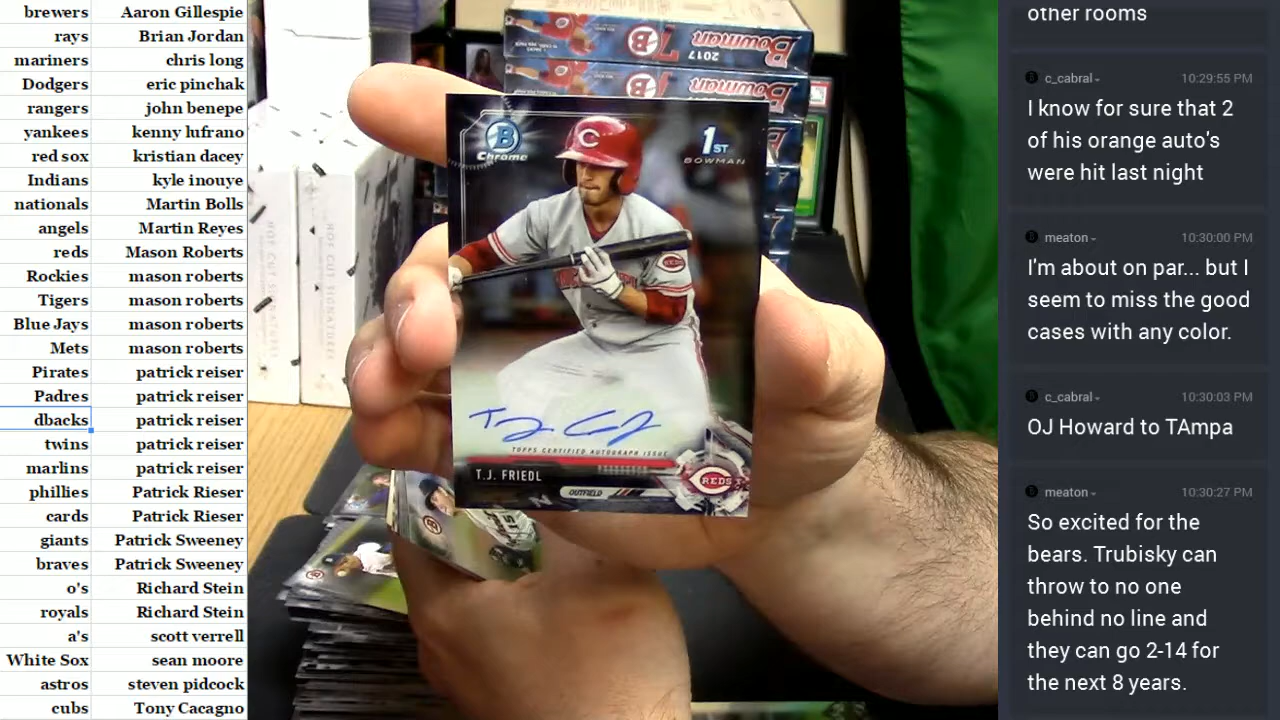 brewers Aaron Gillespie
rays Brian Jordan
mariners chris long
Dodgers eric pinchak
rangers john benepe
yankees kenny lufrano
red sox kristian dacey
Indians kyle inouye
nationals Martin Bolls
angels Martin Reyes
reds Mason Roberts
Rockies mason roberts
Tigers mason roberts
Blue Jays mason roberts
Mets mason roberts
Pirates patrick reiser
Padres patrick reiser
dbacks patrick reiser
twins patrick reiser
marlins patrick reiser
phillies Patrick Rieser
cards Patrick Rieser
giants Patrick Sweeney
braves Patrick Sweeney
o's Richard Stein
royals Richard Stein
a's scott verrell
White Sox sean moore
astros steven pidcock
cubs Tony Cacagno
2017 Bowman
Bowman
HOF CUT SIGNATURES
B
Chrome
1ST
BOWMAN
C
REDS
TOPPS CERTIFIED AUTOGRAPH ISSUE
T.J. FRIEDL
OUTFIELD
REDS
other rooms
c_cabral 10:29:55 PM
I know for sure that 2
of his orange auto's
were hit last night
meaton 10:30:00 PM
I'm about on par... but I
seem to miss the good
cases with any color.
c_cabral 10:30:03 PM
OJ Howard to TAmpa
meaton 10:30:27 PM
So excited for the
bears. Trubisky can
throw to no one
behind no line and
they can go 2-14 for
the next 8 years.